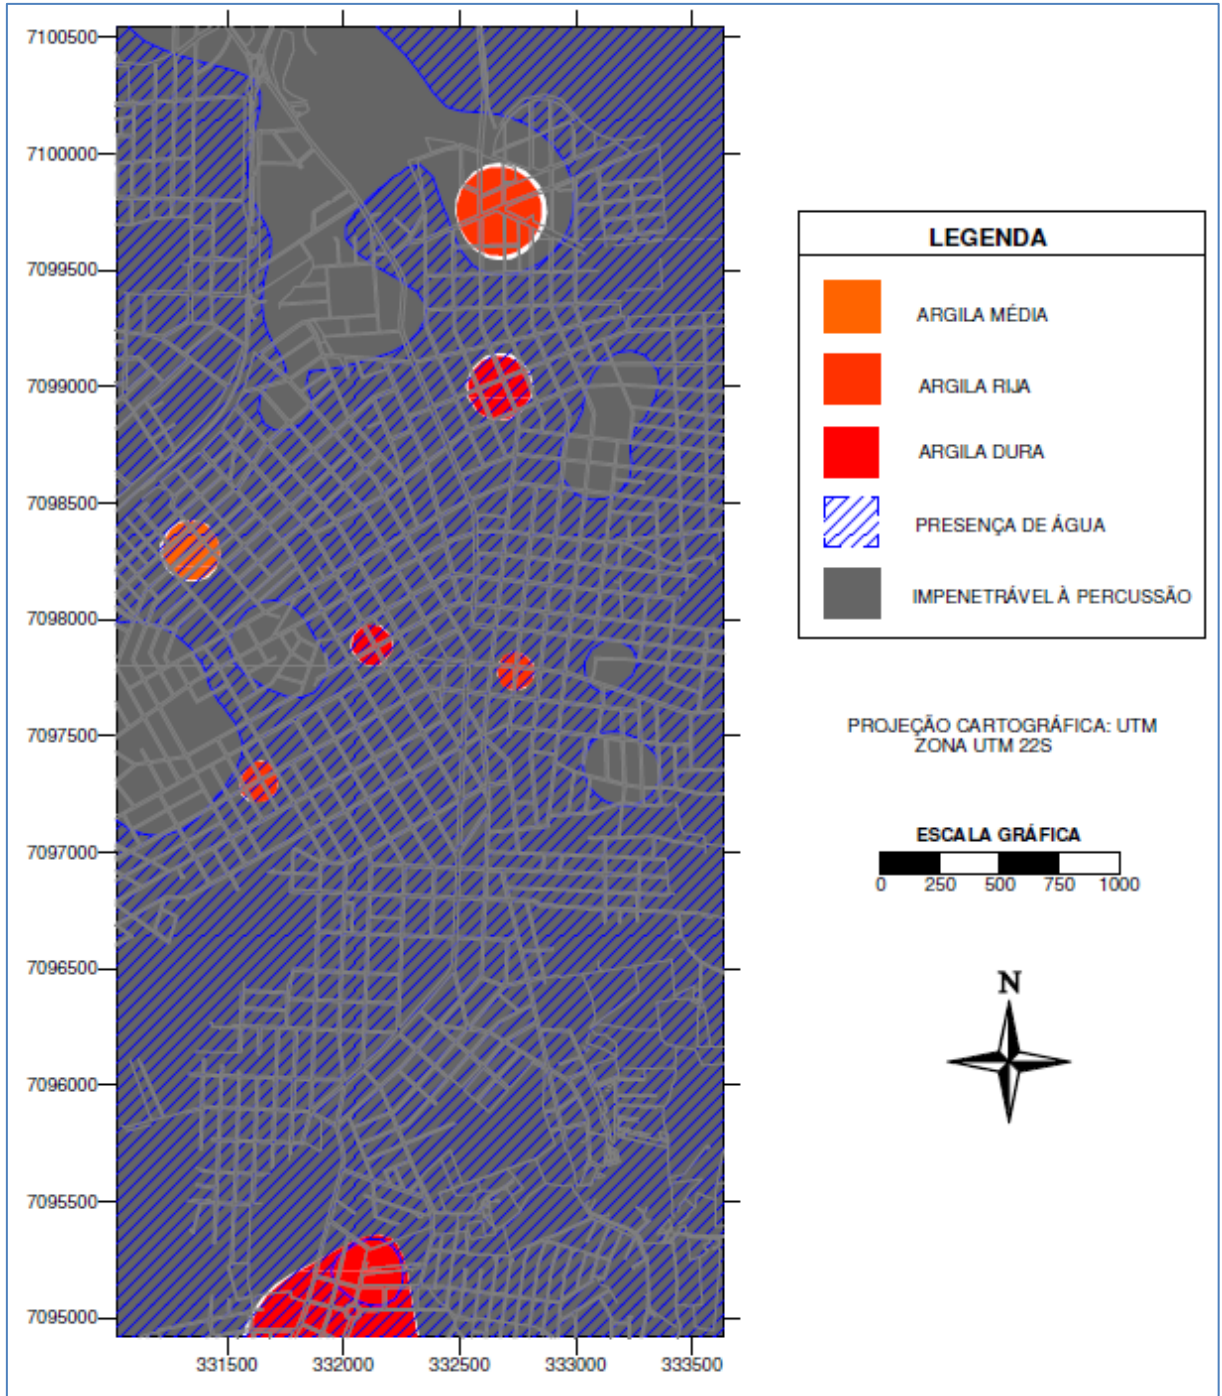 7100500
7100000
7099500
7099000
7098500
7098000
7097500
7097000
7096500
7096000
7095500
7095000
331500 332000 332500 333000 333500
LEGENDA
ARGILA MÉDIA
ARGILA RIJA
ARGILA DURA
PRESENÇA DE ÁGUA
IMPENETRÁVEL À PERCUSSÃO
PROJEÇÃO CARTOGRÁFICA: UTM
ZONA UTM 22S
ESCALA GRÁFICA
0 250 500 750 1000
N